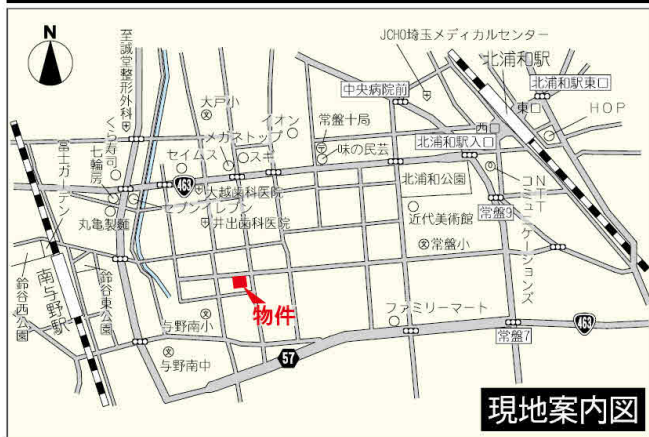 N
至誠堂整形外科
くら寿司
七輪房
富士ガーデン
丸亀製麺
大戸小
イオン
メガネトップ
セイムス
スギ
463
大越歯科医院
セブンイレブン
井出歯科医院
常盤十局
味の民芸
中央病院前
JCHO埼玉メディカルセンター
北浦和駅
北浦和駅東口
東口
HOP
西口
北浦和駅入口
北浦和公園
NTT
コミュニケーションズ
近代美術館
常盤9
常盤小
南与野駅
鈴谷西公園
鈴谷東公園
物件
与野南小
与野南中
57
ファミリーマート
463
常盤7
現地案内図